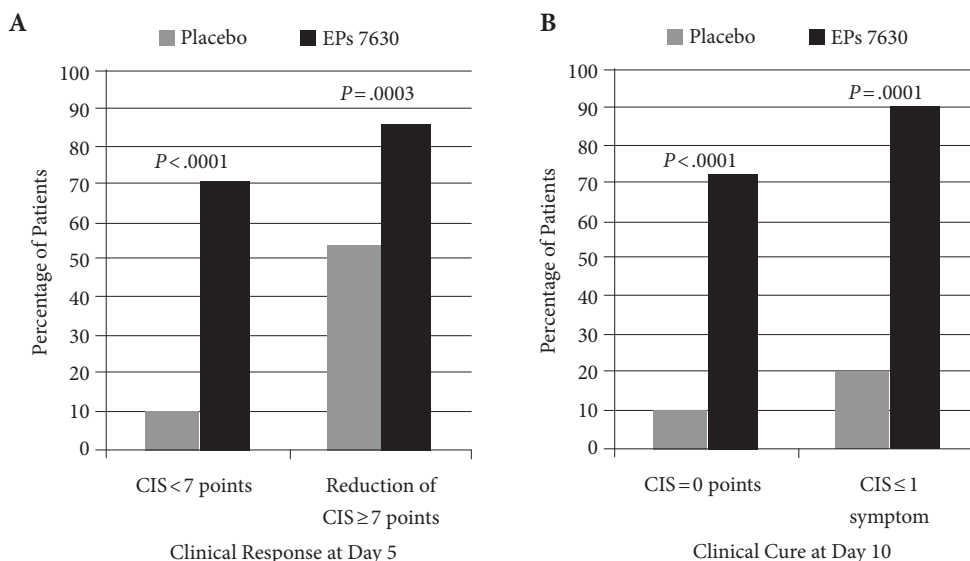 A
Placebo EPs 7630
Percentage of Patients
100
90
80
70
60
50
40
30
20
10
0
P<.0001
P=.0003
CIS<7 points
Reduction of
CIS≥7 points
Clinical Response at Day 5
B
Placebo EPs 7630
Percentage of Patients
100
90
80
70
60
50
40
30
20
10
0
P<.0001
P=.0001
CIS=0 points
CIS≤1
symptom
Clinical Cure at Day 10